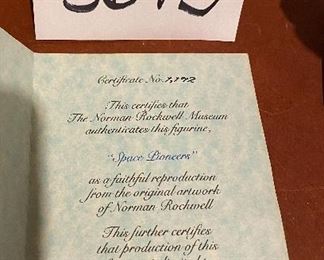 Certificate No. 1,172
This certifies that
The Norman Rockwell Museum
authenticates this figurine,
"Space Pioneers"
as a faithful reproduction
from the original artwork
of Norman Rockwell
This further certifies
that production of this